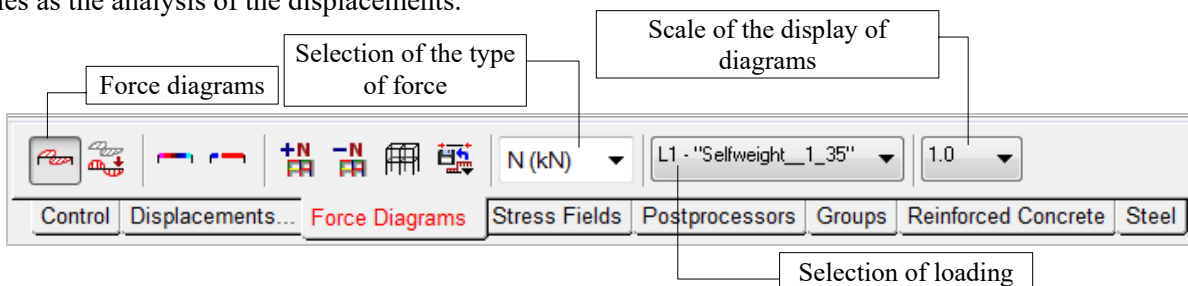 es as the analysis of the displacements.
Scale of the display of
diagrams
Selection of the type
of force
Force diagrams
+N
-N
N (kN)
L1 - "Selfweight__1_35"
1.0
Control
Displacements...
Force Diagrams
Stress Fields
Postprocessors
Groups
Reinforced Concrete
Steel
Selection of loading